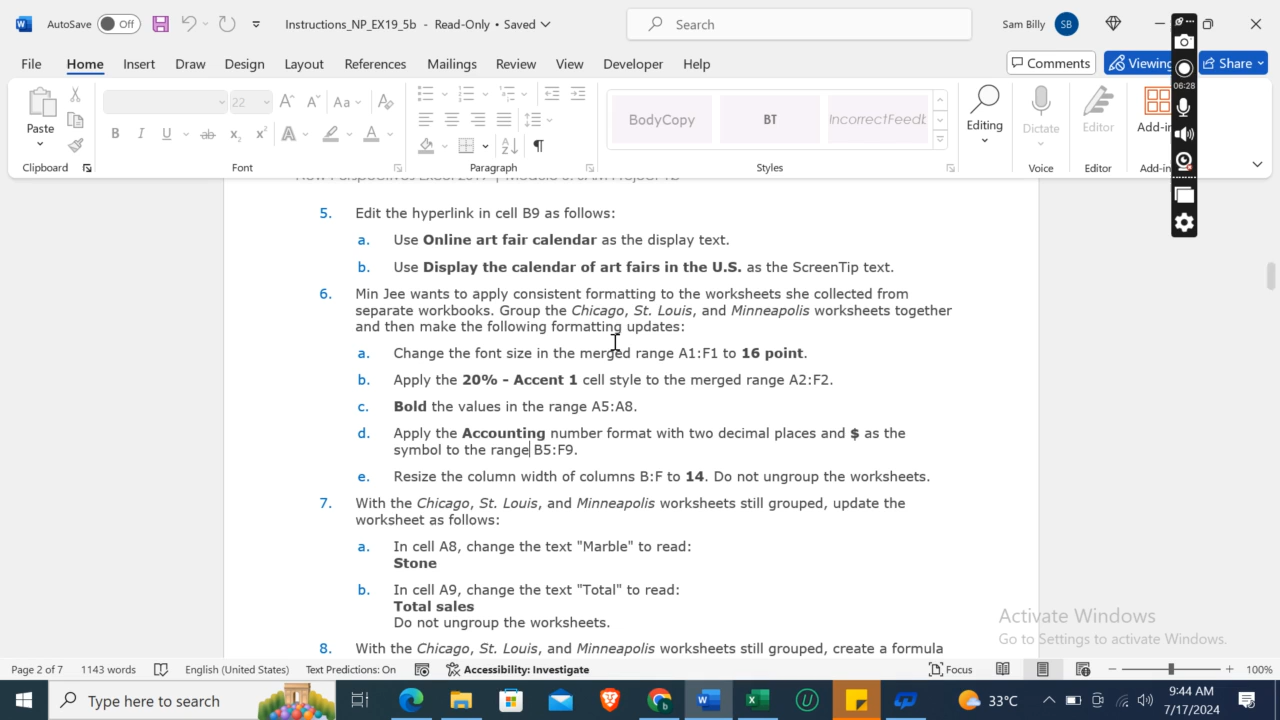 AutoSave Off Instructions_NP_EX19_5b - Read-Only • Saved Search Sam Billy SB
File Home Insert Draw Design Layout References Mailings Review View Developer Help Comments Viewing Share
06:28
Paste 22 Aa BodyCopy BT IncorrectFeedb Editing Dictate Editor Add-in
Clipboard Font Paragraph Styles Voice Editor Add-in
5. Edit the hyperlink in cell B9 as follows:
a. Use Online art fair calendar as the display text.
b. Use Display the calendar of art fairs in the U.S. as the ScreenTip text.
6. Min Jee wants to apply consistent formatting to the worksheets she collected from
separate workbooks. Group the Chicago, St. Louis, and Minneapolis worksheets together
and then make the following formatting updates:
a. Change the font size in the merged range A1:F1 to 16 point.
b. Apply the 20% - Accent 1 cell style to the merged range A2:F2.
c. Bold the values in the range A5:A8.
d. Apply the Accounting number format with two decimal places and $ as the
symbol to the range B5:F9.
e. Resize the column width of columns B:F to 14. Do not ungroup the worksheets.
7. With the Chicago, St. Louis, and Minneapolis worksheets still grouped, update the
worksheet as follows:
a. In cell A8, change the text "Marble" to read:
Stone
b. In cell A9, change the text "Total" to read:
Total sales
Do not ungroup the worksheets.
8. With the Chicago, St. Louis, and Minneapolis worksheets still grouped, create a formula
Activate Windows
Go to Settings to activate Windows.
Page 2 of 7 1143 words English (United States) Text Predictions: On Accessibility: Investigate Focus 100%
Type here to search 33°C 9:44 AM
7/17/2024